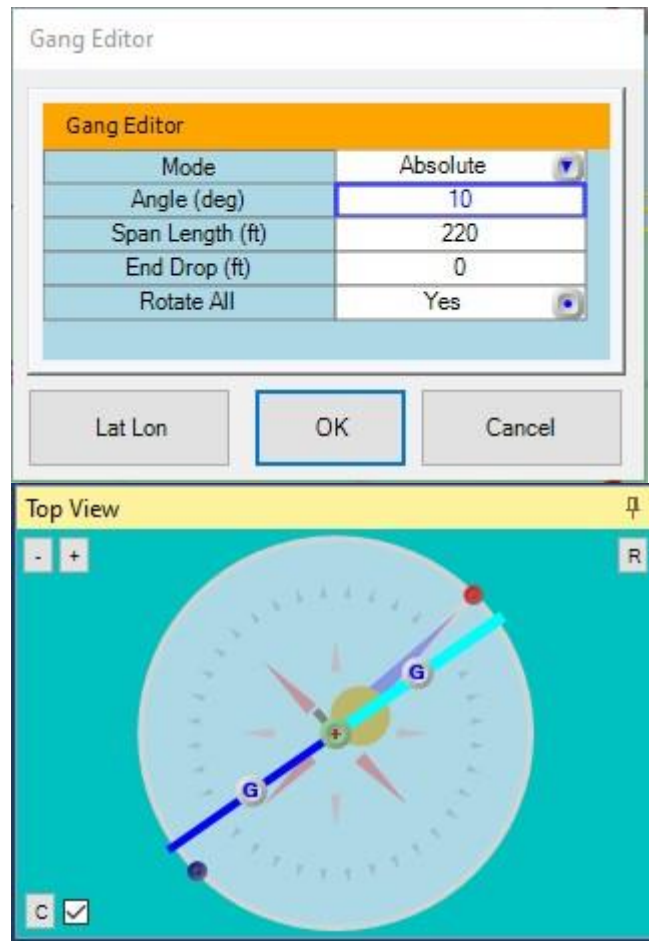 Gang Editor
Gang Editor
Mode Absolute
Angle (deg) 10
Span Length (ft) 220
End Drop (ft) 0
Rotate All Yes
Lat Lon OK Cancel
Top View
- + R
G
G
C